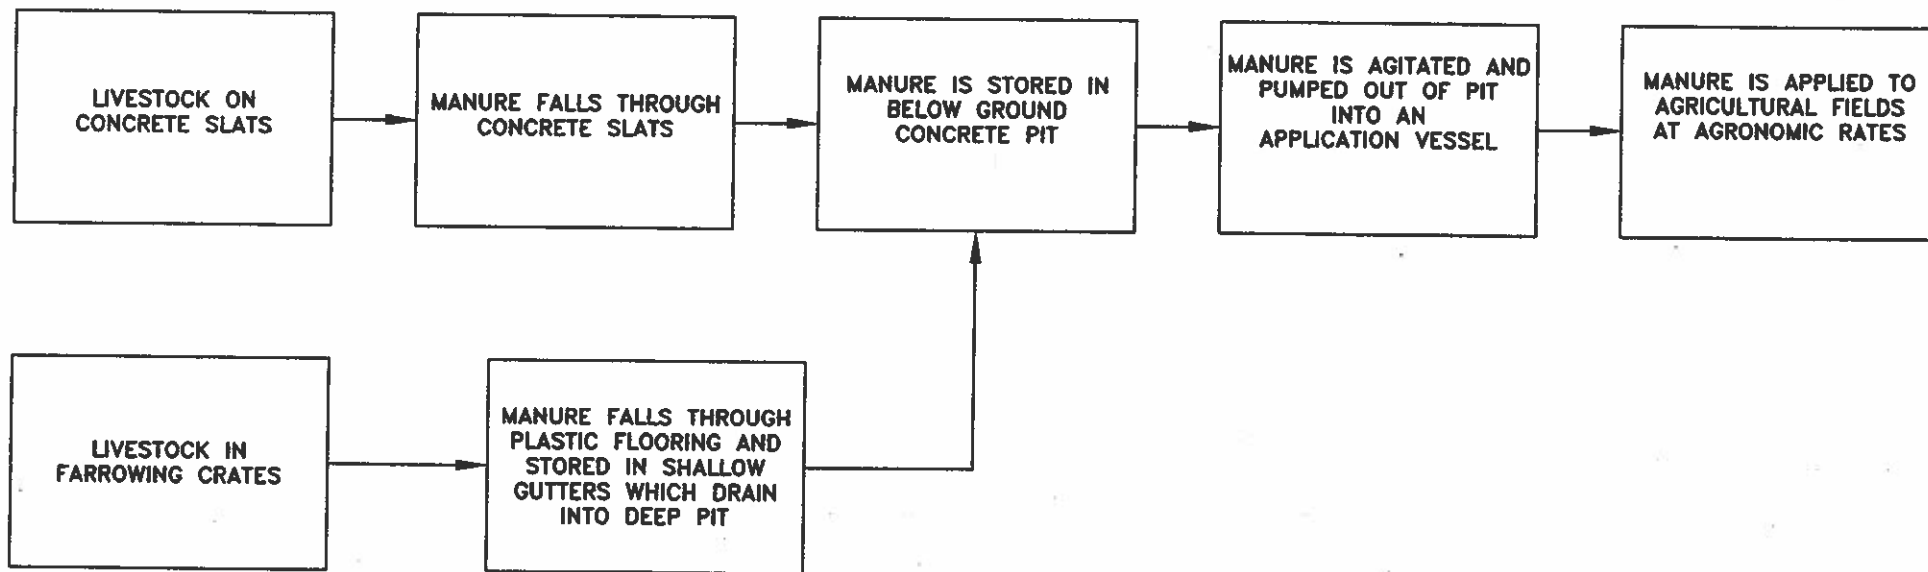 LIVESTOCK ON
CONCRETE SLATS
MANURE FALLS THROUGH
CONCRETE SLATS
MANURE IS STORED IN
BELOW GROUND
CONCRETE PIT
MANURE IS AGITATED AND
PUMPED OUT OF PIT
INTO AN
APPLICATION VESSEL
MANURE IS APPLIED TO
AGRICULTURAL FIELDS
AT AGRONOMIC RATES
LIVESTOCK IN
FARROWING CRATES
MANURE FALLS THROUGH
PLASTIC FLOORING AND
STORED IN SHALLOW
GUTTERS WHICH DRAIN
INTO DEEP PIT